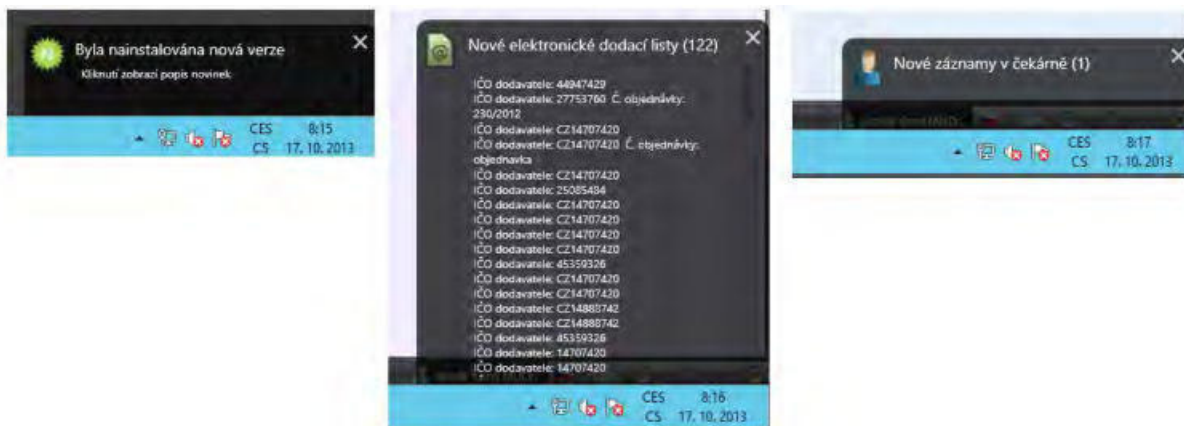 Byla nainstalována nová verze
Kliknutí zobrazí popis novinek
CES 8:15
CS 17. 10. 2013
Nové elektronické dodací listy (122)
IČO dodavatele: 44947429
IČO dodavatele: 27753760 Č. objednávky:
230/2012
IČO dodavatele: CZ14707420
IČO dodavatele: CZ14707420 Č. objednávky:
objednavka
IČO dodavatele: CZ14707420
IČO dodavatele: 25085484
IČO dodavatele: CZ14707420
IČO dodavatele: CZ14707420
IČO dodavatele: CZ14707420
IČO dodavatele: CZ14707420
IČO dodavatele: 45359326
IČO dodavatele: CZ14707420
IČO dodavatele: CZ14707420
IČO dodavatele: CZ14888742
IČO dodavatele: CZ14888742
IČO dodavatele: 45359326
IČO dodavatele: 14707420
IČO dodavatele: 14707420
CES 8:16
CS 17. 10. 2013
Nové záznamy v čekárně (1)
CES 8:17
CS 17. 10. 2013